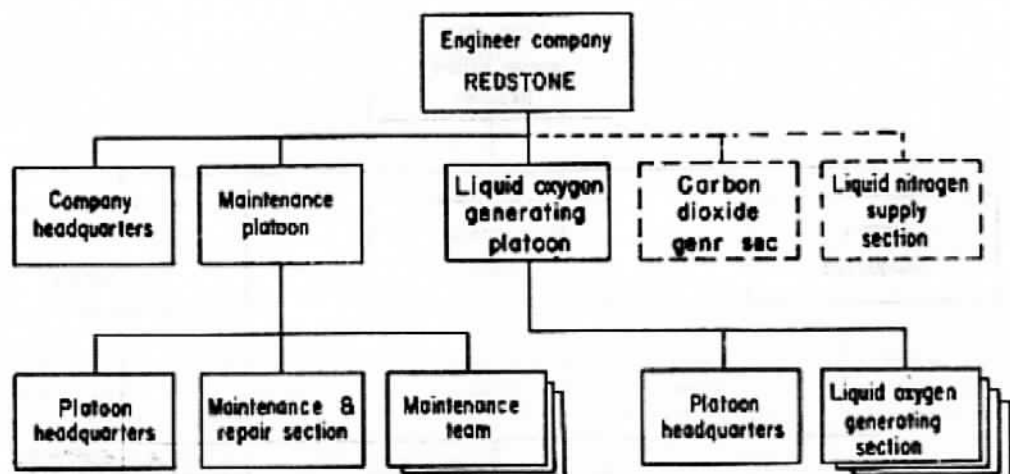 Engineer company
REDSTONE
Company
headquarters
Maintenance
platoon
Liquid oxygen
generating
platoon
Carbon
dioxide
genr sec
Liquid nitrogen
supply
section
Platoon
headquarters
Maintenance &
repair section
Maintenance
team
Platoon
headquarters
Liquid oxygen
generating
section